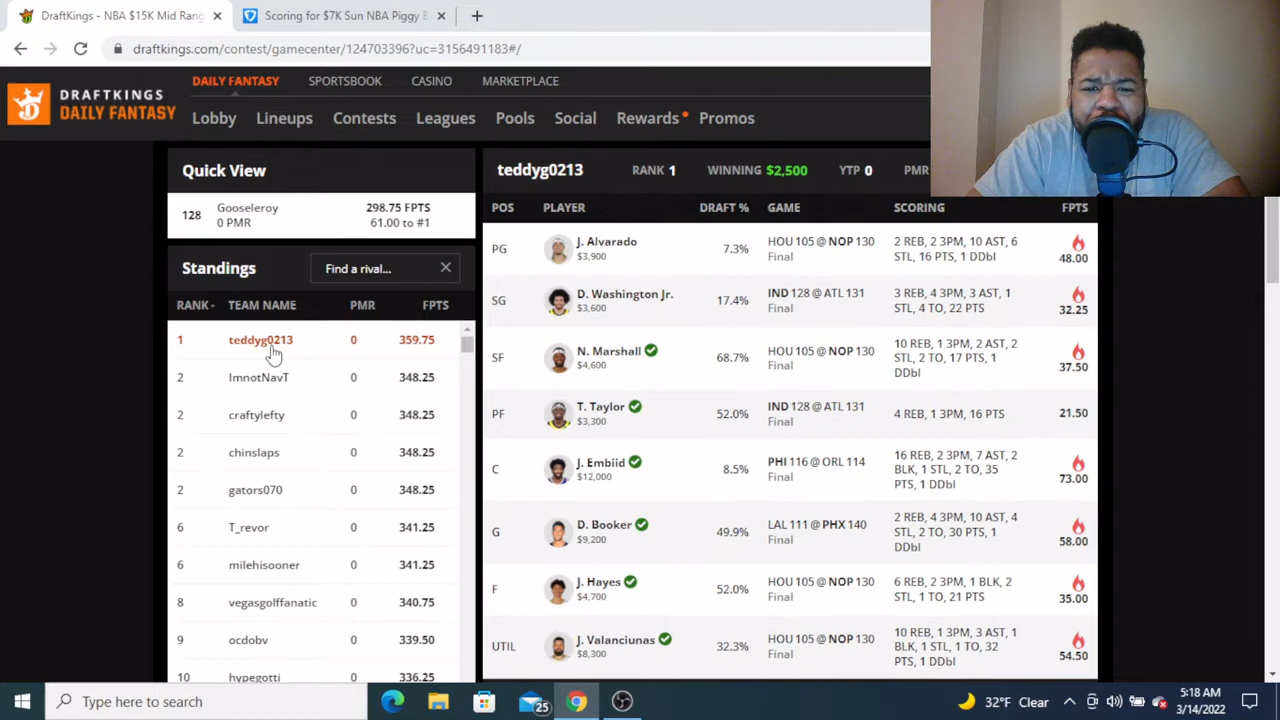 DraftKings - NBA $15K Mid Rang × Scoring for $7K Sun NBA Piggy B × +
draftkings.com/contest/gamecenter/124703396?uc=3156491183#/
DRAFTKINGS
DAILY FANTASY
DAILY FANTASY SPORTSBOOK CASINO MARKETPLACE
Lobby Lineups Contests Leagues Pools Social Rewards Promos
Quick View
128 Gooseleroy 298.75 FPTS
0 PMR 61.00 to #1
Standings Find a rival... ×
RANK TEAM NAME PMR FPTS
1 teddyg0213 0 359.75
2 ImnotNavT 0 348.25
2 craftylefty 0 348.25
2 chinslaps 0 348.25
2 gators070 0 348.25
6 T_revor 0 341.25
6 milehisooner 0 341.25
8 vegasgolffanatic 0 340.75
9 ocdobv 0 339.50
10 hypegotti 0 336.25
teddyg0213 RANK 1 WINNING $2,500 YTP 0 PMR
POS PLAYER DRAFT % GAME SCORING FPTS
PG J. Alvarado $3,900 7.3% HOU 105 @ NOP 130 Final
2 REB, 2 3PM, 10 AST, 6
STL, 16 PTS, 1 DDbl
48.00
SG D. Washington Jr. $3,600 17.4% IND 128 @ ATL 131 Final
3 REB, 4 3PM, 3 AST, 1
STL, 4 TO, 22 PTS
32.25
SF N. Marshall $4,600 68.7% HOU 105 @ NOP 130 Final
10 REB, 1 3PM, 2 AST, 2
STL, 2 TO, 17 PTS, 1
DDbl
37.50
PF T. Taylor $3,300 52.0% IND 128 @ ATL 131 Final
4 REB, 1 3PM, 16 PTS
21.50
C J. Embiid $12,000 8.5% PHI 116 @ ORL 114 Final
16 REB, 2 3PM, 7 AST, 2
BLK, 1 STL, 2 TO, 35
PTS, 1 DDbl
73.00
G D. Booker $9,200 49.9% LAL 111 @ PHX 140 Final
2 REB, 4 3PM, 10 AST, 4
STL, 2 TO, 30 PTS, 1
DDbl
58.00
F J. Hayes $4,700 52.0% HOU 105 @ NOP 130 Final
6 REB, 2 3PM, 1 BLK, 2
STL, 1 TO, 21 PTS
35.00
UTIL J. Valanciunas $8,300 32.3% HOU 105 @ NOP 130 Final
10 REB, 1 3PM, 3 AST, 1
BLK, 1 STL, 1 TO, 32
PTS, 1 DDbl
54.50
Type here to search
25
32°F Clear
5:18 AM
3/14/2022